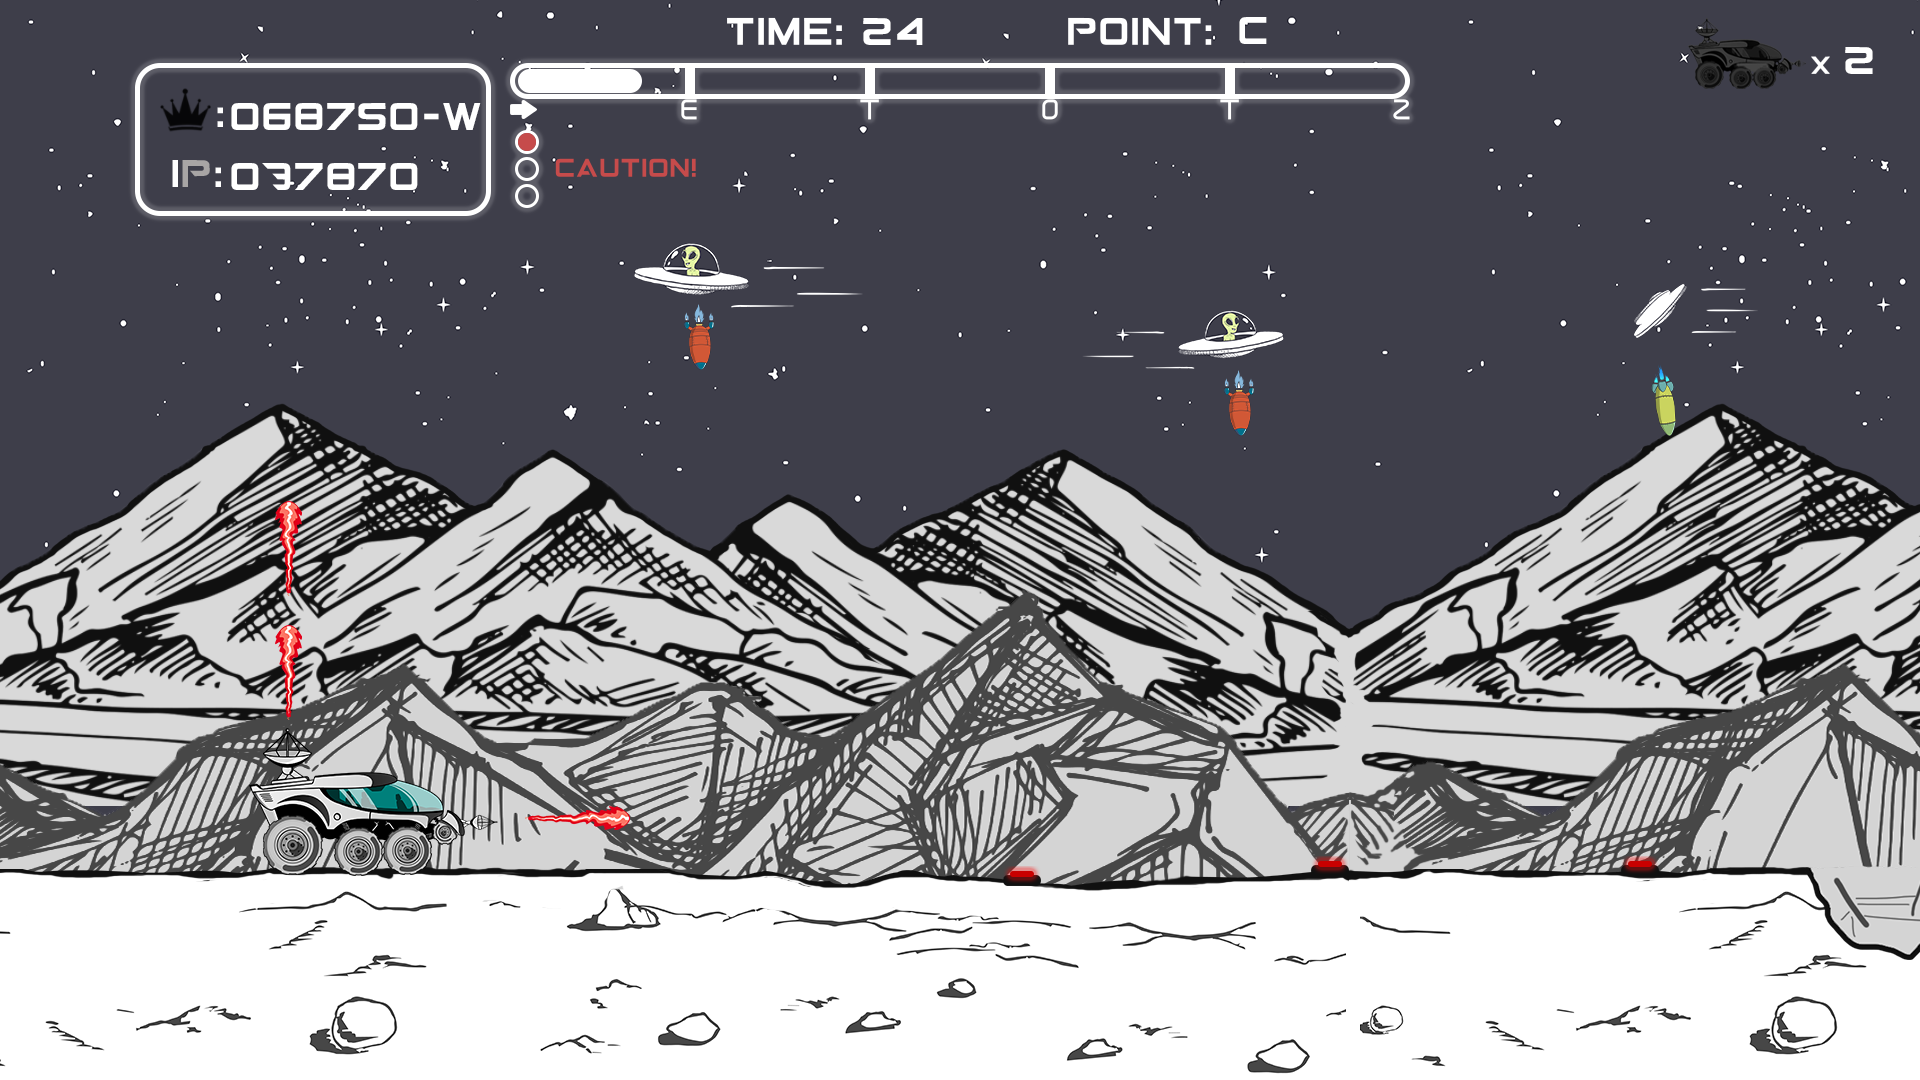 TIME: 24
POINT: C
x 2
:068750-W
IP:037870
E T O T Z
CAUTION!